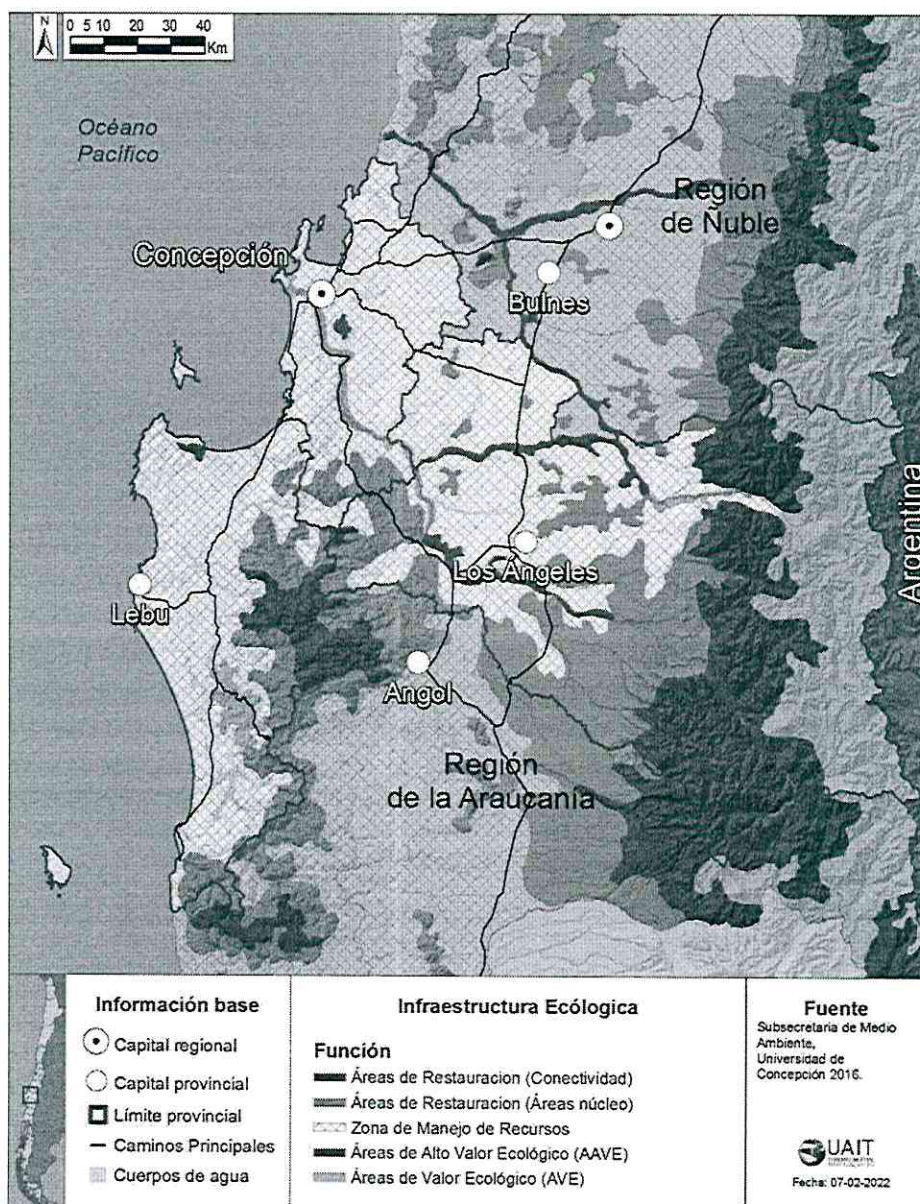 N
0 5 10 20 30 40
Km
Océano
Pacífico
Región
de Ñuble
Concepción
Bulnes
Argentina
Los Ángeles
Lebu
Angol
Región
de la Araucanía
Información base
Capital regional
Capital provincial
Límite provincial
Caminos Principales
Cuerpos de agua
Infraestructura Ecólogica
Función
Áreas de Restauracion (Conectividad)
Áreas de Restauracion (Áreas núcleo)
Zona de Manejo de Recursos
Áreas de Alto Valor Ecológico (AAVE)
Áreas de Valor Ecológico (AVE)
Fuente
Subsecretaria de Medio
Ambiente,
Universidad de
Concepción 2016.
UAIT
Fecha: 07-02-2022